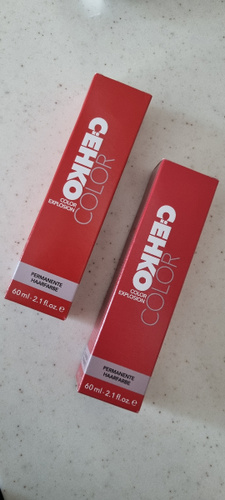 C:EHKO
COLOR
EXPLOSION
COLOR
PERMANENTE
HAARFARBE
60 ml · 2.1 fl.oz. e
C:EHKO
COLOR
EXPLOSION
COLOR
PERMANENTE
HAARFARBE
60 ml · 2.1 fl.oz. e